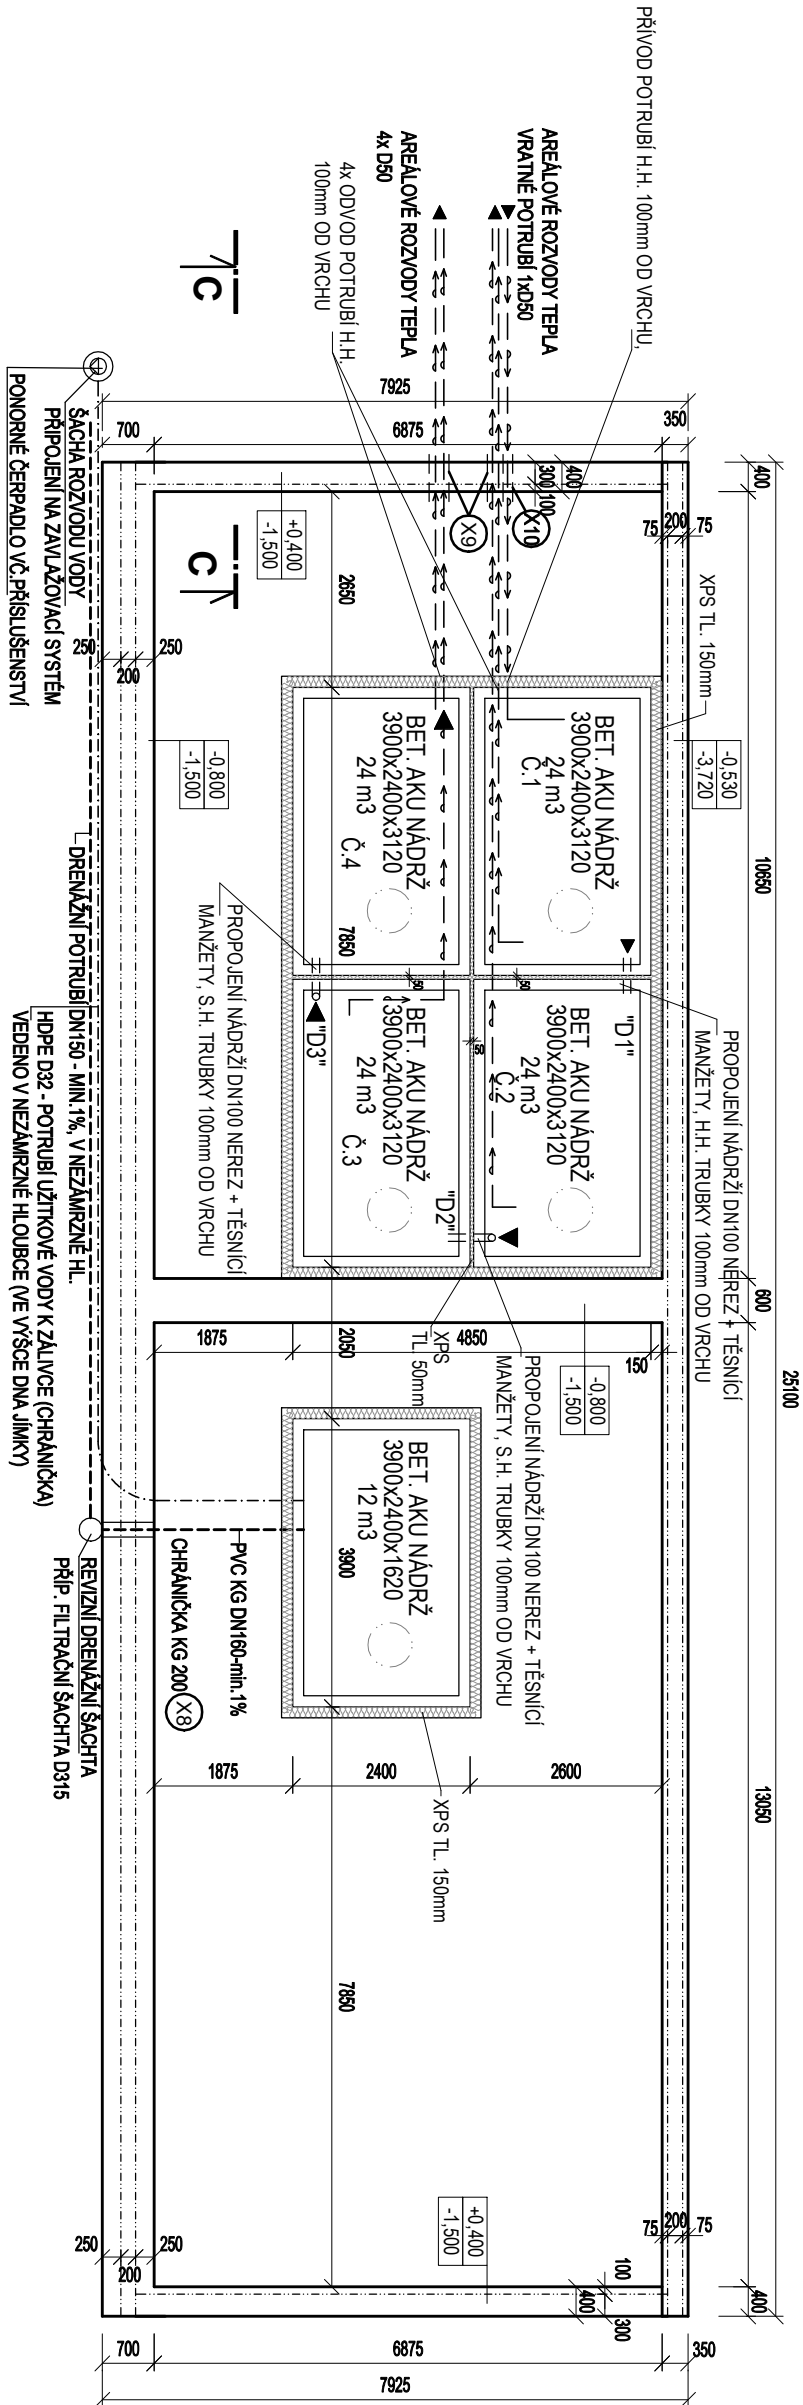 PŘÍVOD POTRUBÍ H.H. 100mm OD VRCHU,
AREÁLOVÉ ROZVODY TEPLA
VRATNÉ POTRUBÍ 1xD50
AREÁLOVÉ ROZVODY TEPLA
4x D50
4x ODVOD POTRUBÍ H.H.
100mm OD VRCHU
C
C
ŠACHA ROZVODU VODY
PŘIPOJENÍ NA ZAVLAŽOVACÍ SYSTÉM
PONORNÉ ČERPADLO VČ.PŘÍSLUŠENSTVÍ
7925
700
6875
350
400
300
100
400
X10
X9
75
200
75
+0,400
-1,500
2650
XPS TL. 150mm
-0,530
-3,720
250
200
250
-0,800
-1,500
10650
25100
BET. AKU NÁDRŽ
3900x2400x3120
24 m3
Č.1
BET. AKU NÁDRŽ
3900x2400x3120
24 m3
Č.4
7850
50
50
50
"D1"
"D3"
BET. AKU NÁDRŽ
3900x2400x3120
24 m3
Č.2
BET. AKU NÁDRŽ
3900x2400x3120
24 m3
Č.3
"D2"
PROPOJENÍ NÁDRŽÍ DN100 NEREZ + TĚSNÍCÍ
MANŽETY, H.H. TRUBKY 100mm OD VRCHU
PROPOJENÍ NÁDRŽÍ DN100 NEREZ + TĚSNÍCÍ
MANŽETY, S.H. TRUBKY 100mm OD VRCHU
DRENÁŽNÍ POTRUBÍ DN150 - MIN.1%, V NEZÁMRZNÉ HL.
HDPE D32 - POTRUBÍ UŽITKOVÉ VODY K ZÁLIVCE (CHRÁNIČKA)
VEDENO V NEZÁMRZNÉ HLOUBCE (VE VÝŠCE DNA JÍMKY)
600
1875
2050
4850
150
XPS
TL. 50mm
PROPOJENÍ NÁDRŽÍ DN100 NEREZ + TĚSNÍCÍ
MANŽETY, S.H. TRUBKY 100mm OD VRCHU
-0,800
-1,500
BET. AKU NÁDRŽ
3900x2400x1620
12 m3
3900
PVC KG DN160-min.1%
CHRÁNIČKA KG 200
X8
REVIZNÍ DRENÁŽNÍ ŠACHTA
PŘÍP. FILTRAČNÍ ŠACHTA D315
1875
2400
2600
XPS TL. 150mm
13050
7850
+0,400
-1,500
75
200
75
250
200
250
100
400
300
400
700
6875
350
7925